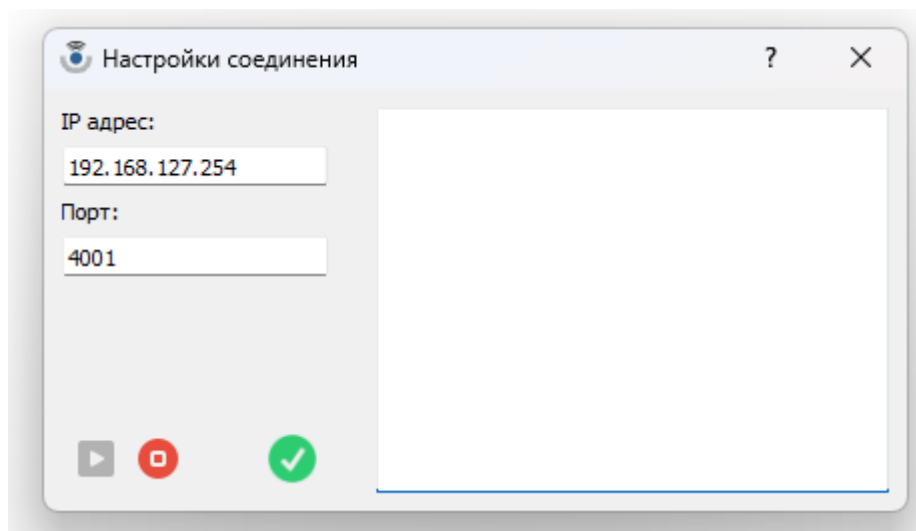 Настройки соединения
?
IP адрес:
192.168.127.254
Порт:
4001